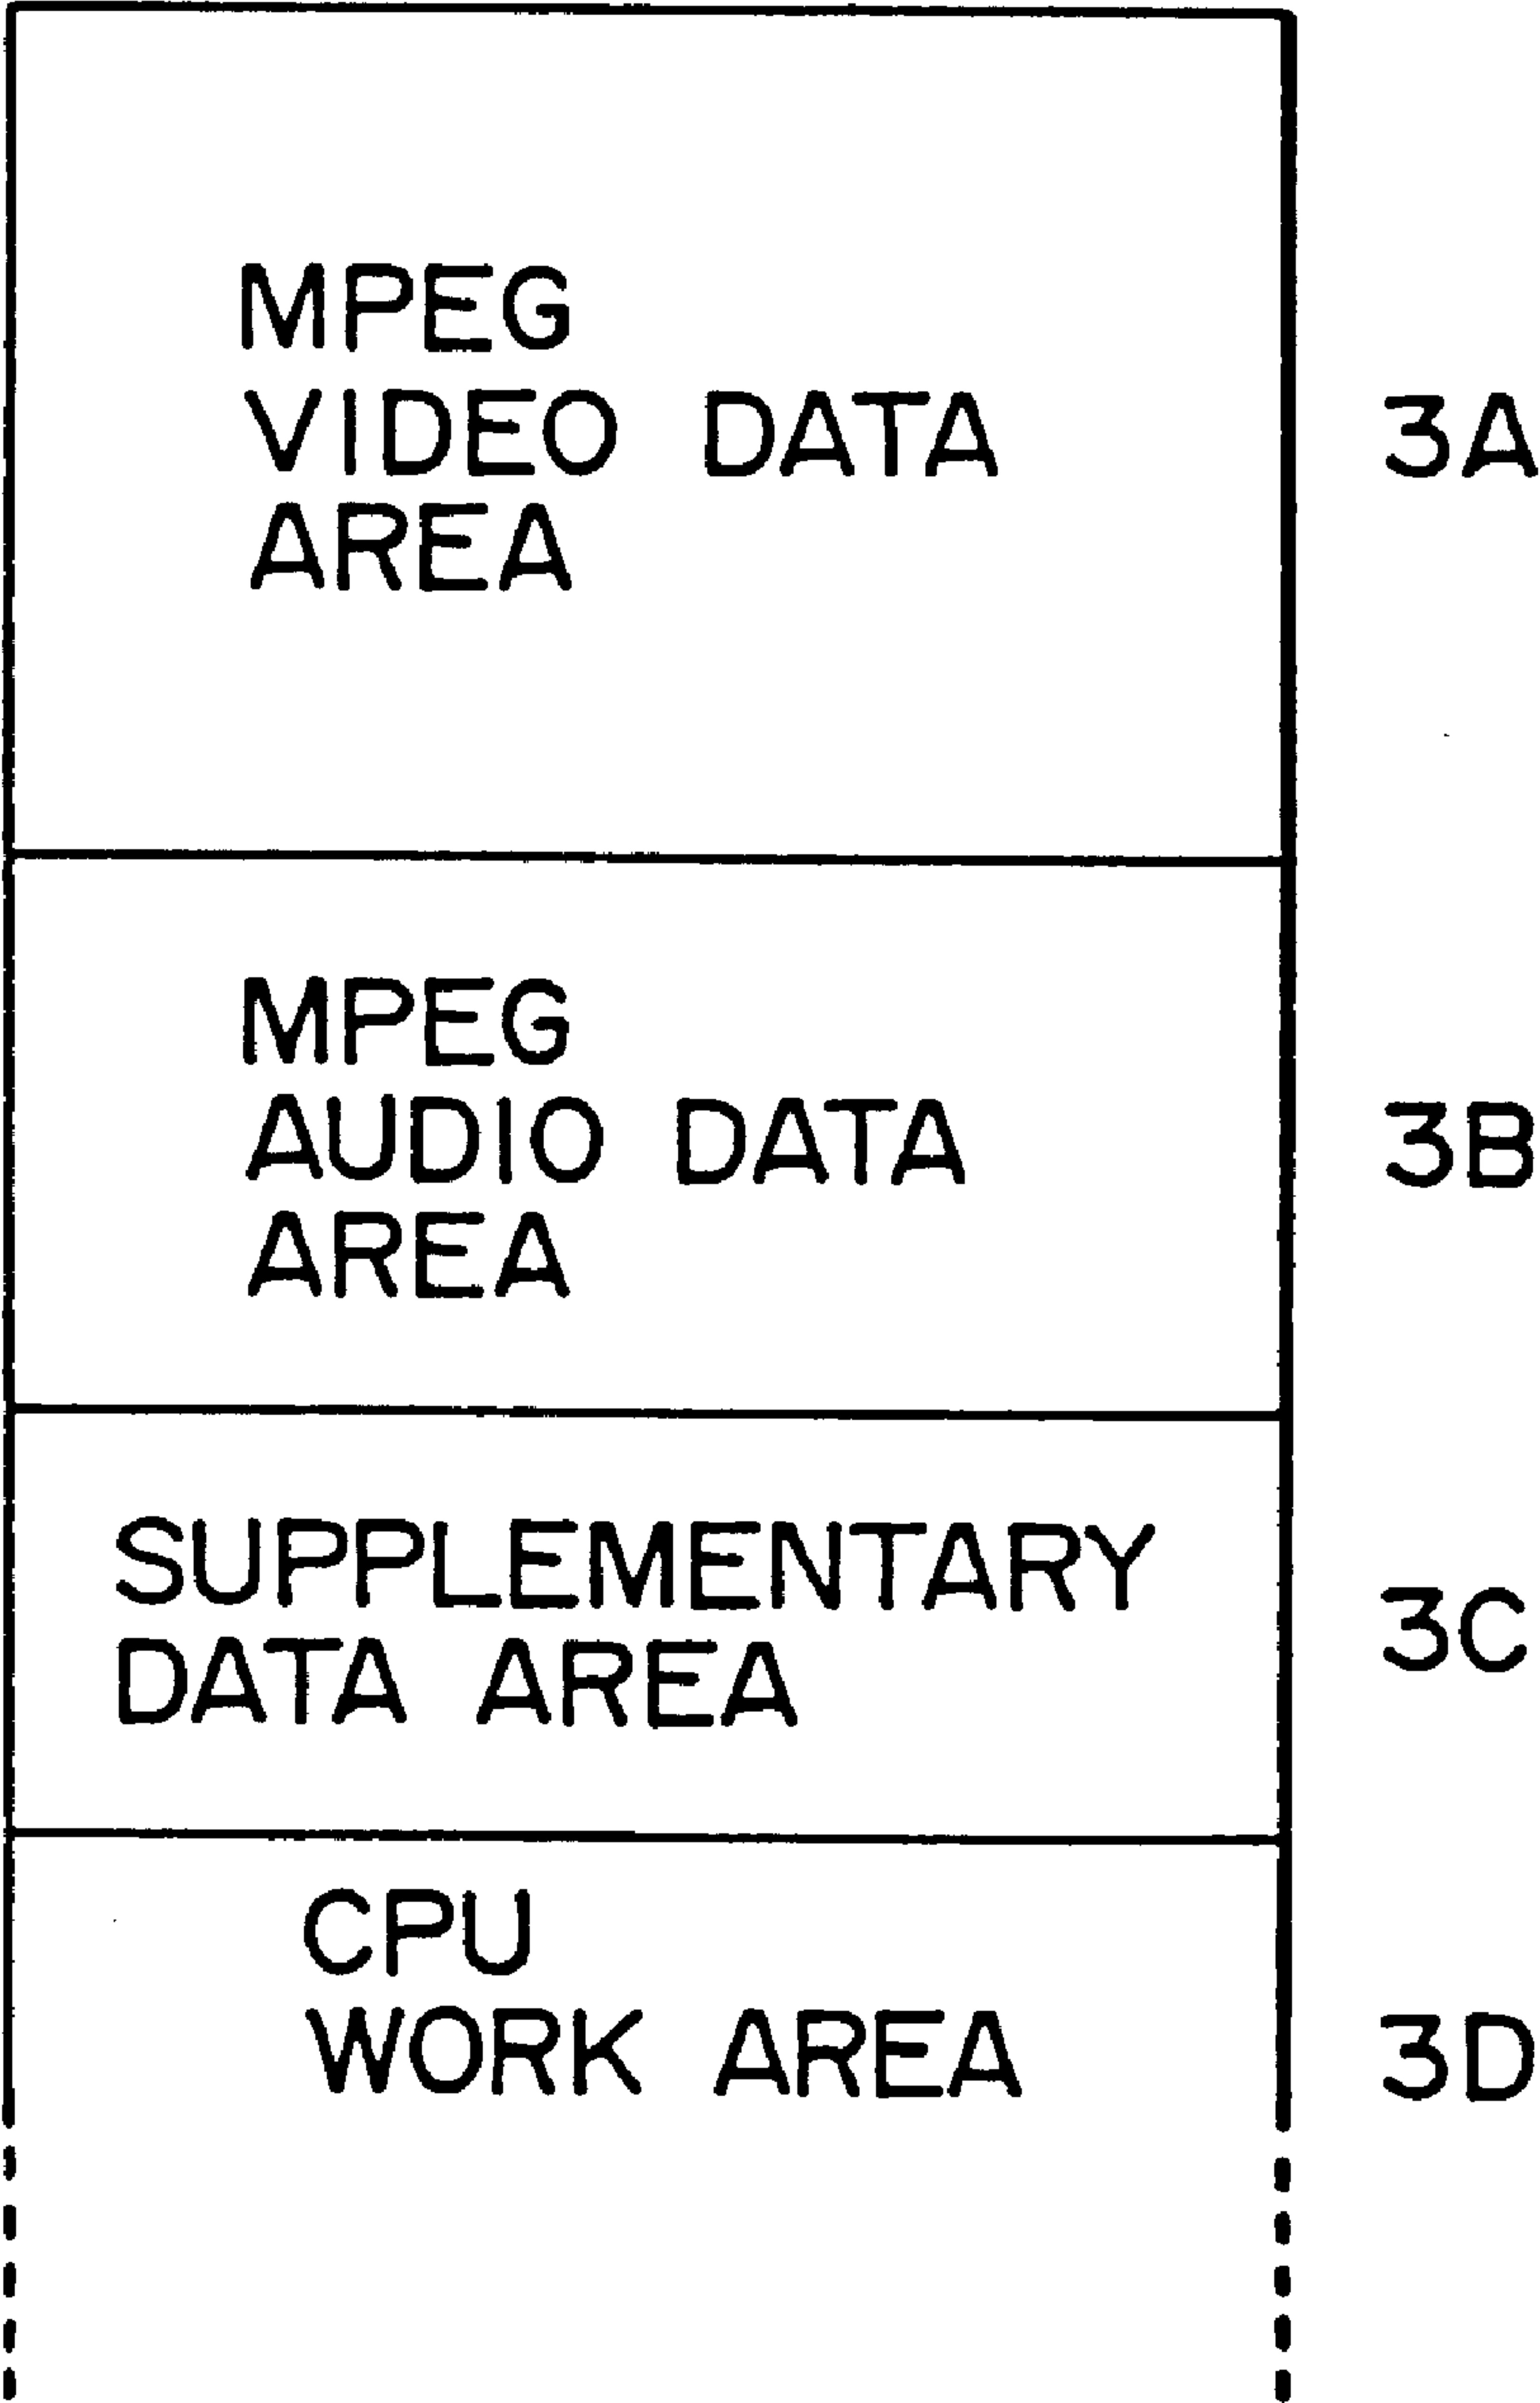 MPEG
VIDEO DATA
AREA
3A
MPEG
AUDIO DATA
AREA
3B
SUPPLEMENTARY
DATA AREA
3C
CPU
WORK AREA
3D